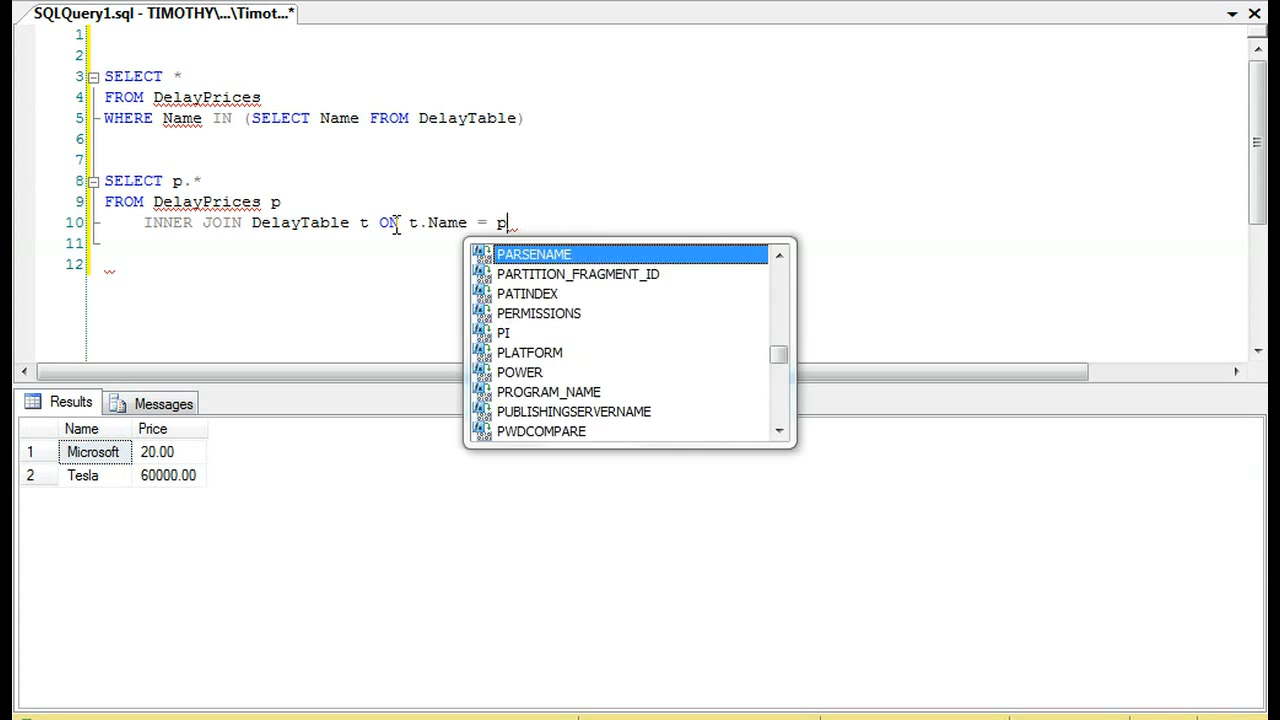 SQLQuery1.sql - TIMOTHY\...\Timot...*
1
2
3 SELECT *
4 FROM DelayPrices
5 WHERE Name IN (SELECT Name FROM DelayTable)
6
7
8 SELECT p.*
9 FROM DelayPrices p
10 INNER JOIN DelayTable t ON t.Name = p
11
12
PARSENAME
PARTITION_FRAGMENT_ID
PATINDEX
PERMISSIONS
PI
PLATFORM
POWER
PROGRAM_NAME
PUBLISHINGSERVERNAME
PWDCOMPARE
Results Messages
Name Price
1 Microsoft 20.00
2 Tesla 60000.00